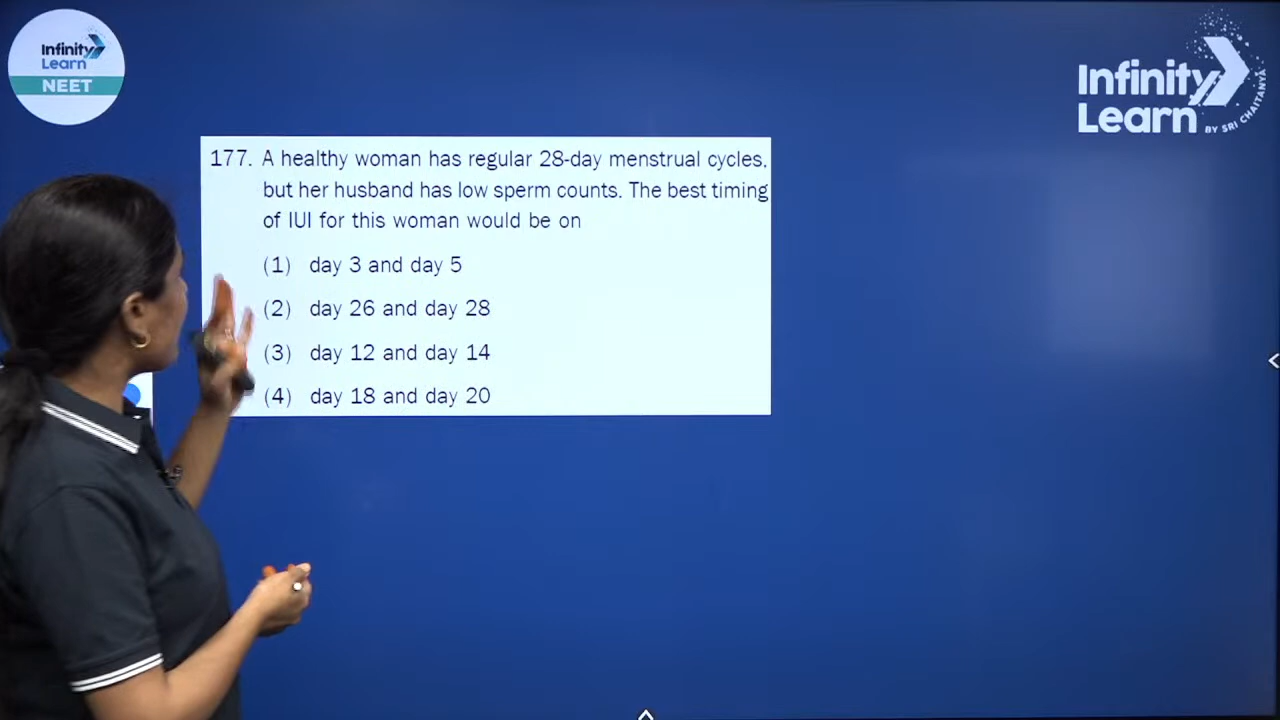 Infinity
Learn
NEET
Infinity
Learn
BY SRI CHAITANYA
177. A healthy woman has regular 28-day menstrual cycles,
but her husband has low sperm counts. The best timing
of IUI for this woman would be on
(1) day 3 and day 5
(2) day 26 and day 28
(3) day 12 and day 14
(4) day 18 and day 20